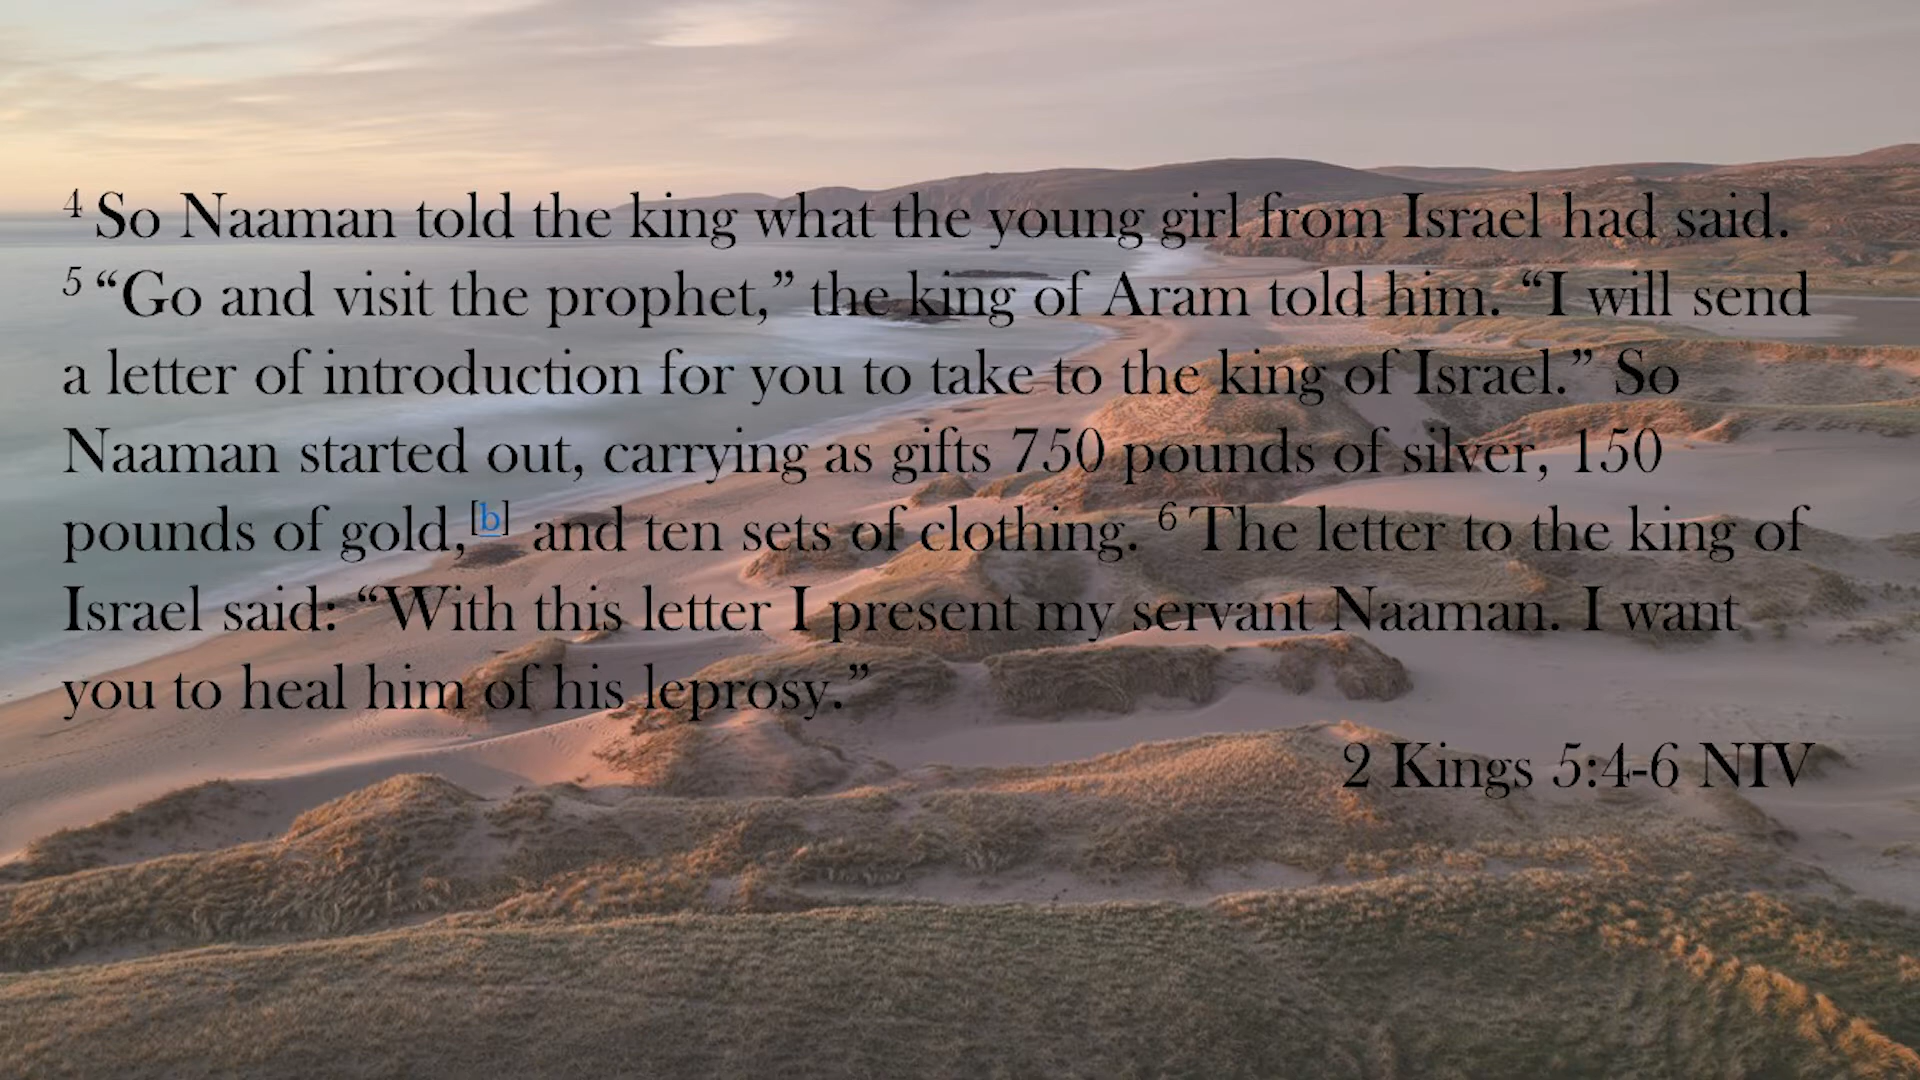 4 So Naaman told the king what the young girl from Israel had said.
5 “Go and visit the prophet,” the king of Aram told him. “I will send
a letter of introduction for you to take to the king of Israel.” So
Naaman started out, carrying as gifts 750 pounds of silver, 150
pounds of gold,[b] and ten sets of clothing. 6 The letter to the king of
Israel said: “With this letter I present my servant Naaman. I want
you to heal him of his leprosy.”
2 Kings 5:4-6 NIV